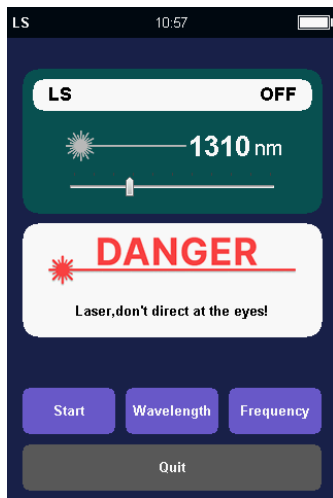 LS 10:57
LS OFF
1310 nm
DANGER
Laser,don't direct at the eyes!
Start Wavelength Frequency
Quit